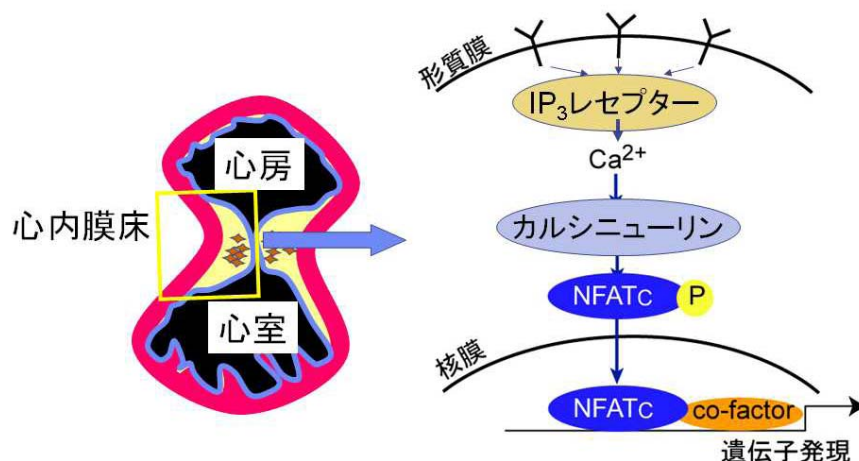 心房
心内膜床
心室
形質膜
IP₃レセプター
Ca²⁺
カルシニューリン
NFATc P
核膜
NFATc co-factor
遺伝子発現